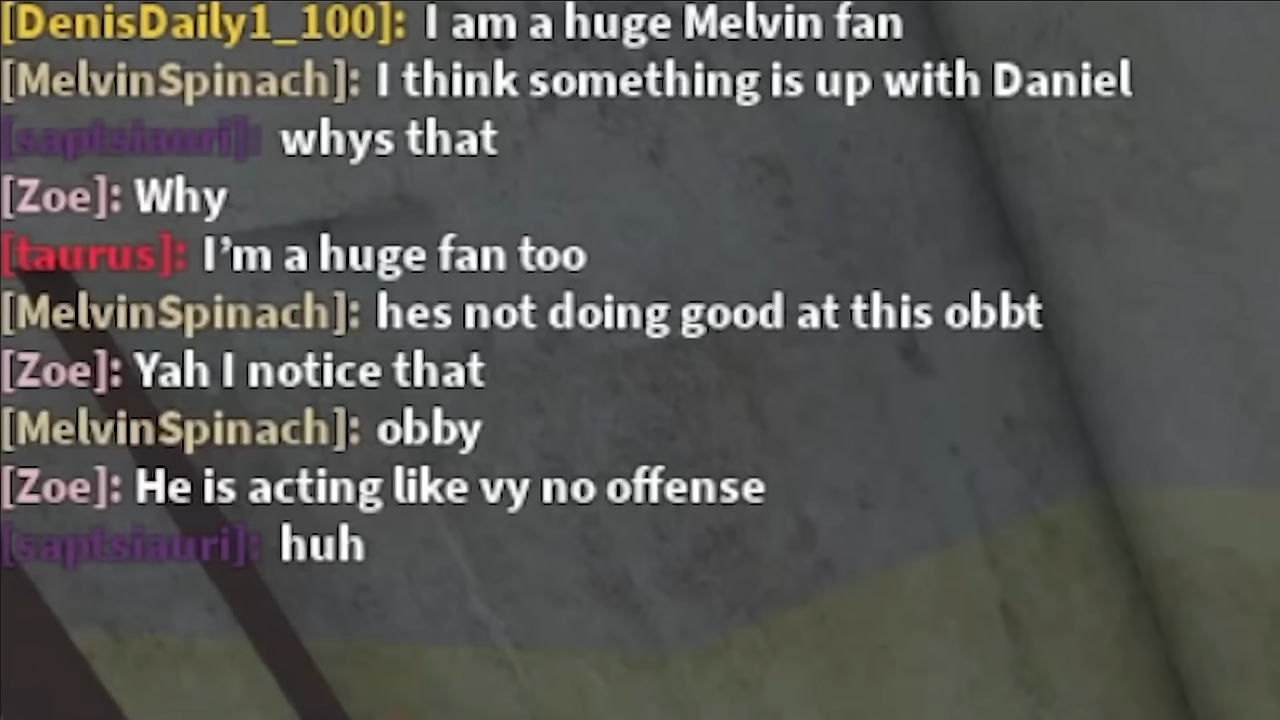 [DenisDaily1_100]: I am a huge Melvin fan
[MelvinSpinach]: I think something is up with Daniel
[saptsiauri]: whys that
[Zoe]: Why
[taurus]: I’m a huge fan too
[MelvinSpinach]: hes not doing good at this obbt
[Zoe]: Yah I notice that
[MelvinSpinach]: obby
[Zoe]: He is acting like vy no offense
[saptsiauri]: huh